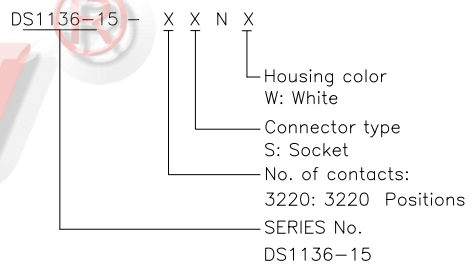 DS1136-15 - X X N X
Housing color
W: White
Connector type
S: Socket
No. of contacts:
3220: 3220 Positions
SERIES No.
DS1136-15